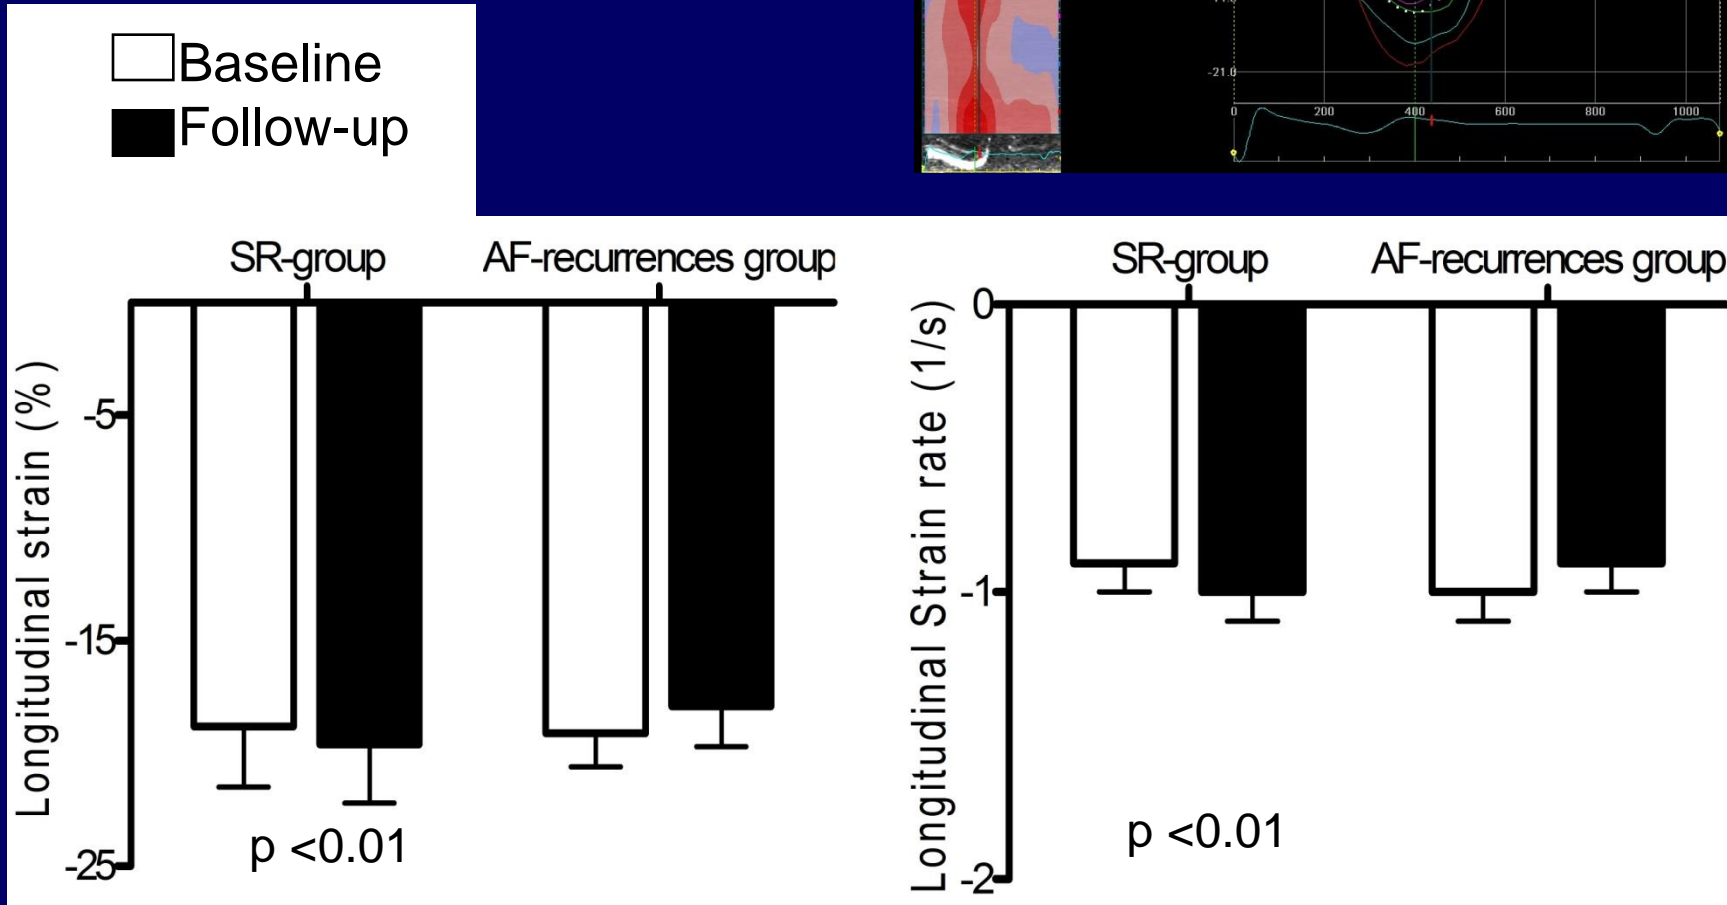 Baseline
Follow-up
-21.0
0 200 400 600 800 1000
SR-group AF-recurrences group
Longitudinal strain (%)
-5
-15
-25
p <0.01
SR-group AF-recurrences group
Longitudinal Strain rate (1/s)
0
-1
-2
p <0.01